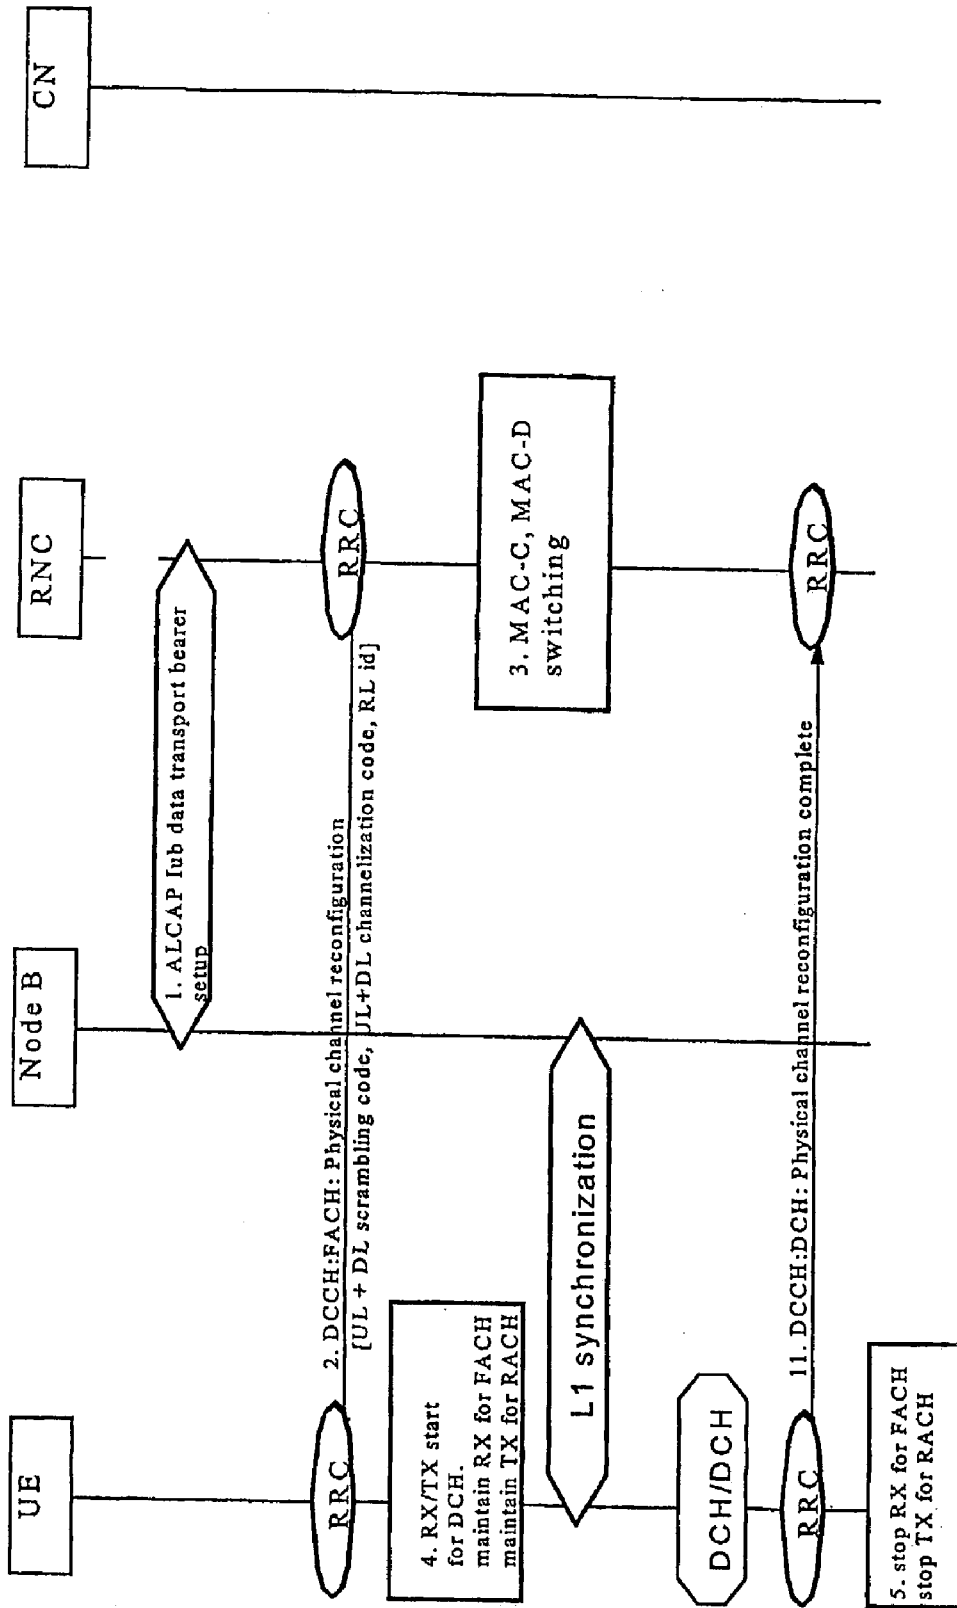 UE
Node B
RNC
CN
1. ALCAP Iub data transport bearer
setup
RRC
2. DCCH:FACH: Physical channel reconfiguration
[UL + DL scrambling code, UL+DL channelization code, RL id]
RRC
4. RX/TX start
for DCH.
maintain RX for FACH
maintain TX for RACH
3. MAC-C, MAC-D
switching
L1 synchronization
DCH/DCH
RRC
11. DCCH:DCH: Physical channel reconfiguration complete
RRC
5. stop RX for FACH
stop TX for RACH